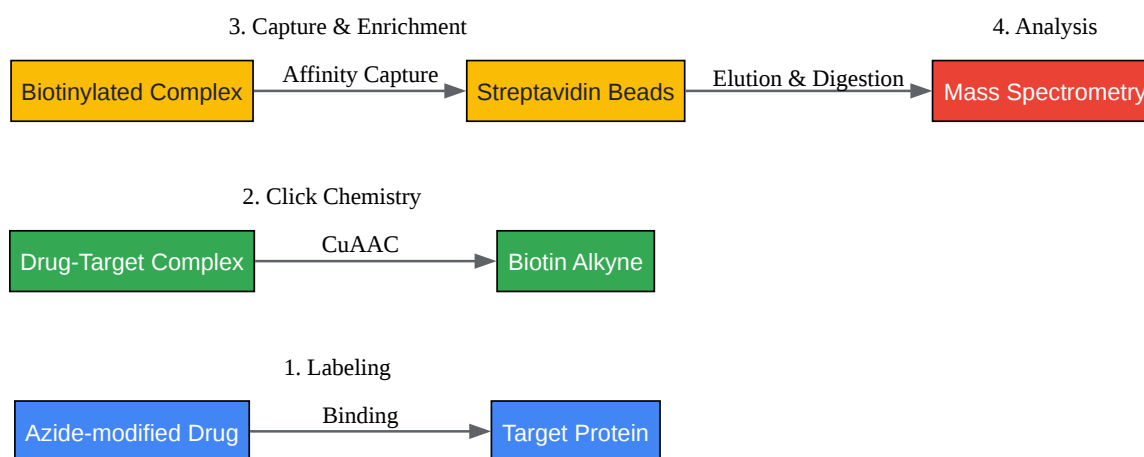 3. Capture & Enrichment
4. Analysis
Biotinylated Complex
Affinity Capture
Streptavidin Beads
Elution & Digestion
Mass Spectrometry
2. Click Chemistry
Drug-Target Complex
CuAAC
Biotin Alkyne
1. Labeling
Azide-modified Drug
Binding
Target Protein